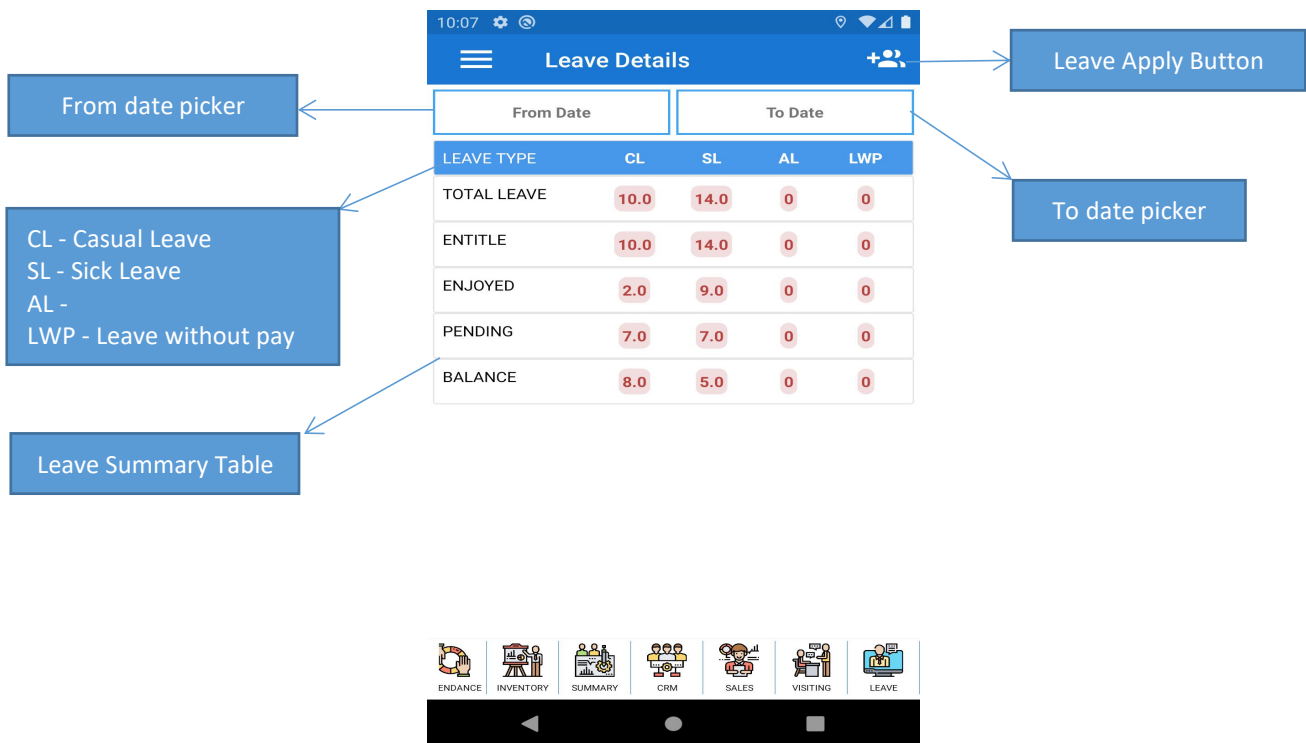 10:07
Leave Details
Leave Apply Button
From date picker
From Date
To Date
LEAVE TYPE CL SL AL LWP
TOTAL LEAVE 10.0 14.0 0 0
ENTITLE 10.0 14.0 0 0
ENJOYED 2.0 9.0 0 0
PENDING 7.0 7.0 0 0
BALANCE 8.0 5.0 0 0
To date picker
CL - Casual Leave
SL - Sick Leave
AL -
LWP - Leave without pay
Leave Summary Table
ENDANCE INVENTORY SUMMARY CRM SALES VISITING LEAVE